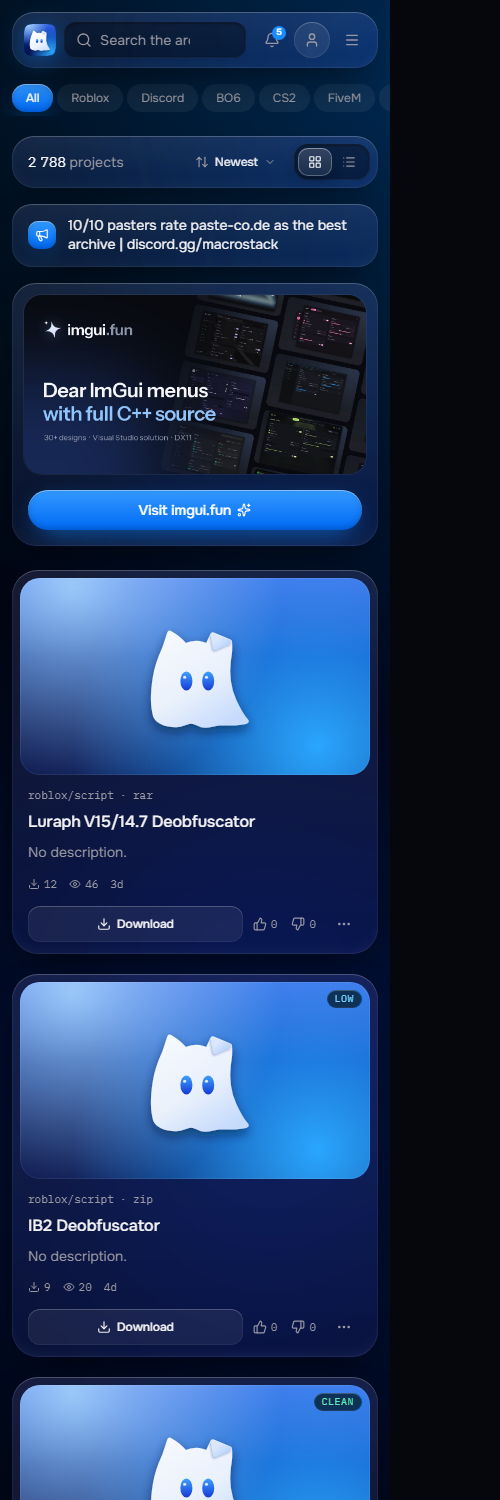 Search the arc
5
All Roblox Discord BO6 CS2 FiveM
2 788 projects Newest
10/10 pasters rate paste-co.de as the best
archive | discord.gg/macrostack
imgui.fun
Dear ImGui menus
with full C++ source
30+ designs · Visual Studio solution · DX11
Visit imgui.fun
roblox/script · rar
Luraph V15/14.7 Deobfuscator
No description.
12 46 3d
Download 0 0
LOW
roblox/script · zip
IB2 Deobfuscator
No description.
9 20 4d
Download 0 0
CLEAN